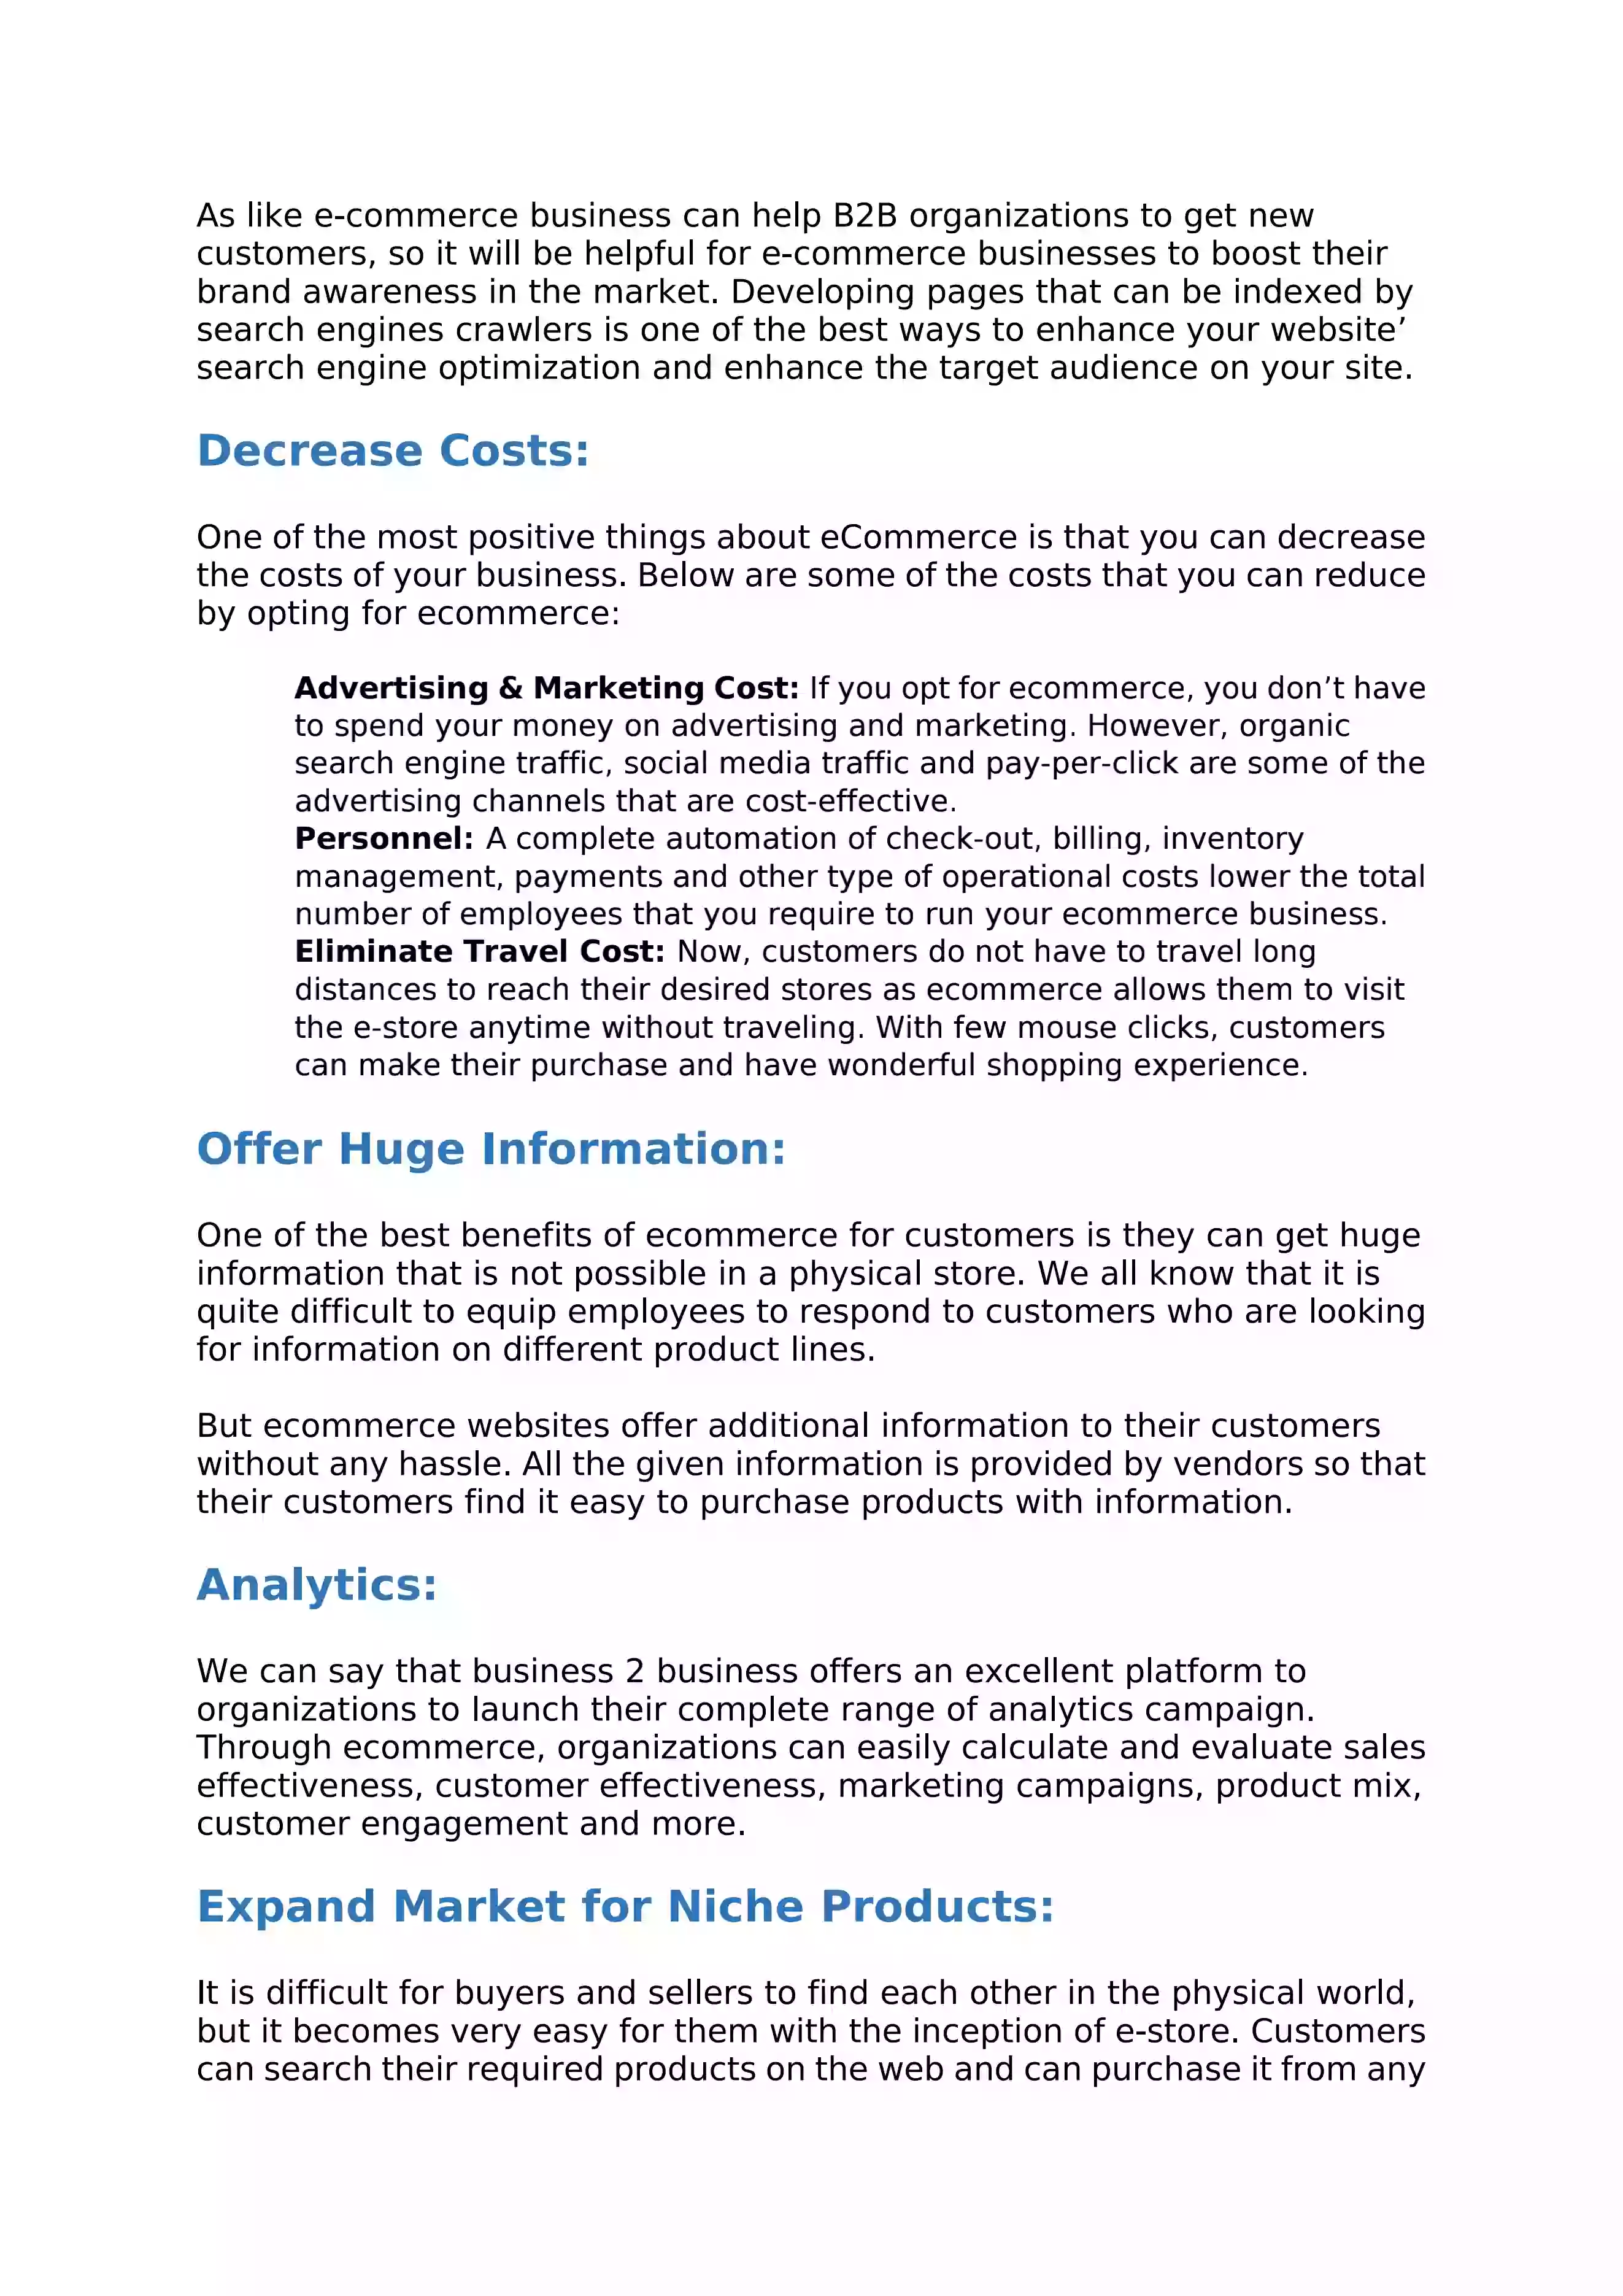 As like e-commerce business can help B2B organizations to get new
customers, so it will be helpful for e-commerce businesses to boost their
brand awareness in the market. Developing pages that can be indexed by
search engines crawlers is one of the best ways to enhance your website’
search engine optimization and enhance the target audience on your site.
Decrease Costs:
One of the most positive things about eCommerce is that you can decrease
the costs of your business. Below are some of the costs that you can reduce
by opting for ecommerce:
Advertising & Marketing Cost: If you opt for ecommerce, you don’t have
to spend your money on advertising and marketing. However, organic
search engine traffic, social media traffic and pay-per-click are some of the
advertising channels that are cost-effective.
Personnel: A complete automation of check-out, billing, inventory
management, payments and other type of operational costs lower the total
number of employees that you require to run your ecommerce business.
Eliminate Travel Cost: Now, customers do not have to travel long
distances to reach their desired stores as ecommerce allows them to visit
the e-store anytime without traveling. With few mouse clicks, customers
can make their purchase and have wonderful shopping experience.
Offer Huge Information:
One of the best benefits of ecommerce for customers is they can get huge
information that is not possible in a physical store. We all know that it is
quite difficult to equip employees to respond to customers who are looking
for information on different product lines.
But ecommerce websites offer additional information to their customers
without any hassle. All the given information is provided by vendors so that
their customers find it easy to purchase products with information.
Analytics:
We can say that business 2 business offers an excellent platform to
organizations to launch their complete range of analytics campaign.
Through ecommerce, organizations can easily calculate and evaluate sales
effectiveness, customer effectiveness, marketing campaigns, product mix,
customer engagement and more.
Expand Market for Niche Products:
It is difficult for buyers and sellers to find each other in the physical world,
but it becomes very easy for them with the inception of e-store. Customers
can search their required products on the web and can purchase it from any